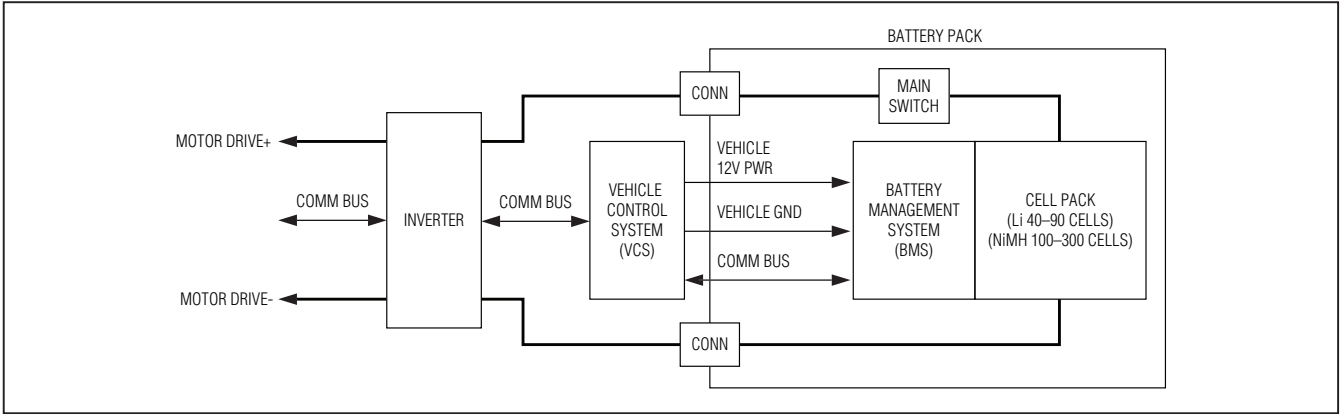 BATTERY PACK
CONN
MAIN
SWITCH
MOTOR DRIVE+
COMM BUS
INVERTER
COMM BUS
VEHICLE
CONTROL
SYSTEM
(VCS)
VEHICLE
12V PWR
VEHICLE GND
COMM BUS
BATTERY
MANAGEMENT
SYSTEM
(BMS)
CELL PACK
(Li 40–90 CELLS)
(NiMH 100–300 CELLS)
MOTOR DRIVE-
CONN